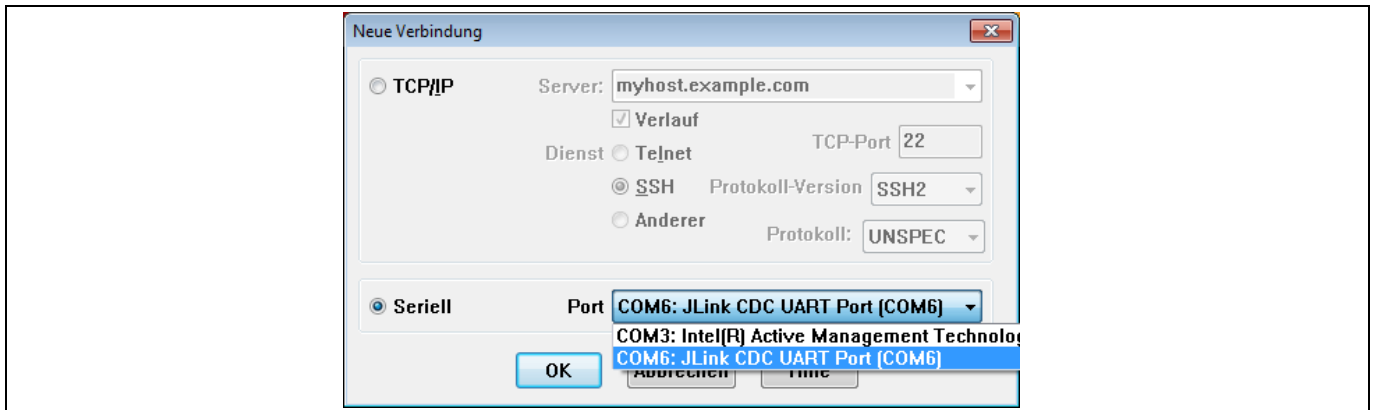 Neue Verbindung
TCP/IP Server: myhost.example.com
Verlauf
TCP-Port 22
Dienst Telnet
SSH Protokoll-Version SSH2
Anderer
Protokoll: UNSPEC
Seriell Port COM6: JLink CDC UART Port (COM6)
COM3: Intel(R) Active Management Technolo
COM6: JLink CDC UART Port (COM6)
OK Abbrechen